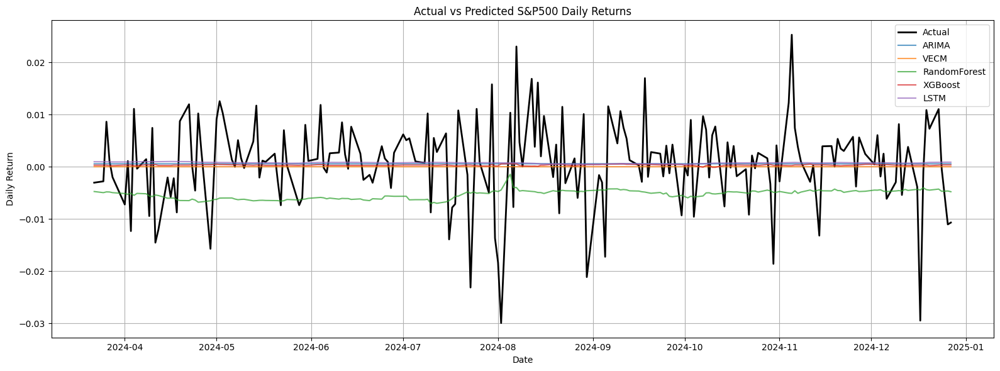 Actual vs Predicted S&P500 Daily Returns
Actual
ARIMA
VECM
RandomForest
XGBoost
LSTM
Daily Return
0.02
0.01
0.00
−0.01
−0.02
−0.03
2024-04 2024-05 2024-06 2024-07 2024-08 2024-09 2024-10 2024-11 2024-12 2025-01
Date